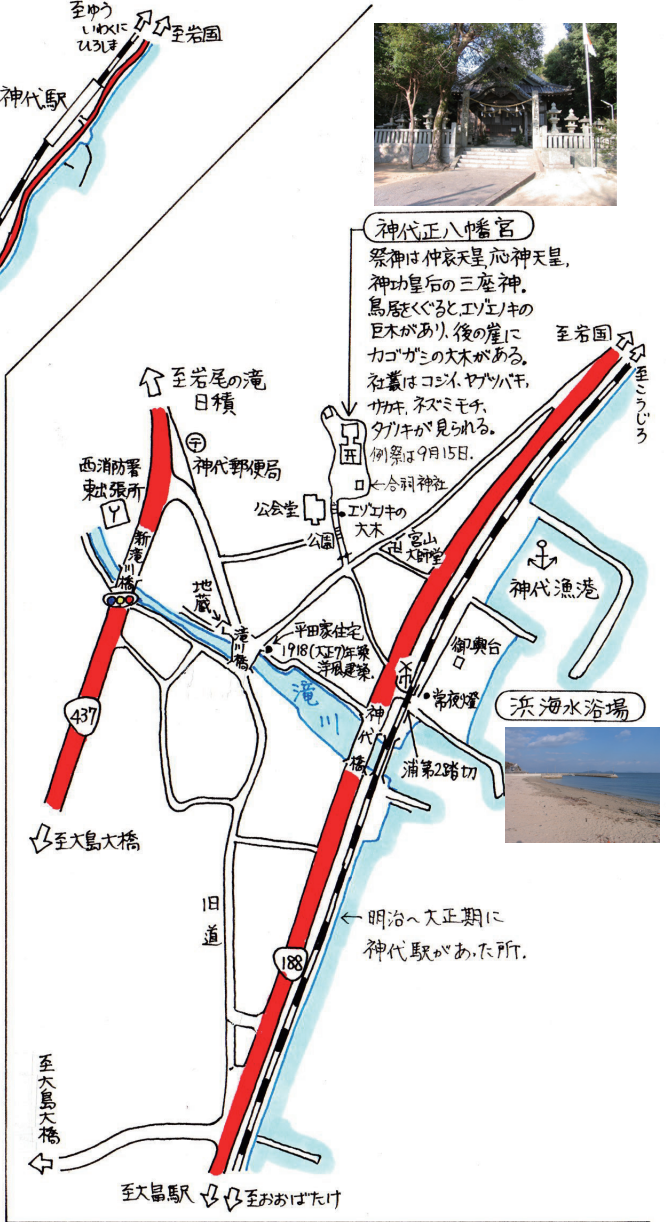 至ゆう
いわくに
ひろしま
至岩国
神代駅
神代正八幡宮
祭神は仲哀天皇,応神天皇,
神功皇后の三座神.
鳥居をくぐると,エゾエノキの
巨木があり、後の崖に
カゴガシの大木がある。
社叢はコジイ、ヤブツバキ,
サカキ、ネズミモチ,
タブノキが見られる。
例祭は9月15日.
至岩国
至こうじろ
至岩尾の滝
日積
〒
神代郵便局
西消防署
東出張所
Y
新滝川橋
公会堂
エゾエノキの
大木
公園
卍宮山
大師堂
神代漁港
地蔵
滝川橋
平田家住宅
1918(大正7)年築
洋風建築.
御輿台
常夜燈
滝川
神代橋
浦第2踏切
浜海水浴場
437
至大島大橋
旧道
←明治〜大正期に
神代駅があった所.
188
至大島大橋
至大畠駅
至おおばたけ